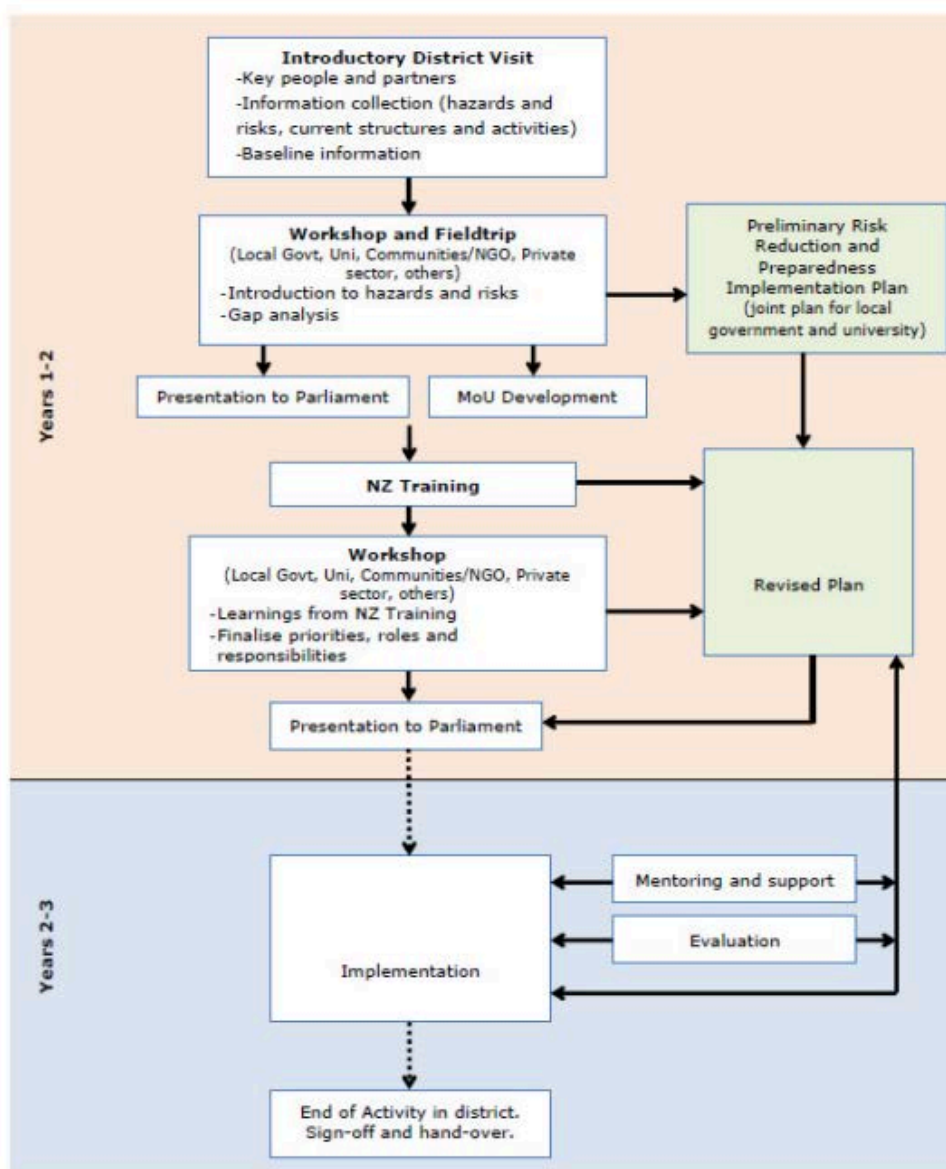 Introductory District Visit
-Key people and partners
-Information collection (hazards and
risks, current structures and activities)
-Baseline information
Workshop and Fieldtrip
(Local Govt, Uni, Communities/NGO, Private
sector, others)
-Introduction to hazards and risks
-Gap analysis
Preliminary Risk
Reduction and
Preparedness
Implementation Plan
(joint plan for local
government and university)
Years 1-2
Presentation to Parliament
MoU Development
NZ Training
Workshop
(Local Govt, Uni, Communities/NGO, Private
sector, others)
-Learnings from NZ Training
-Finalise priorities, roles and
responsibilities
Revised Plan
Presentation to Parliament
Years 2-3
Mentoring and support
Evaluation
Implementation
End of Activity in district.
Sign-off and hand-over.